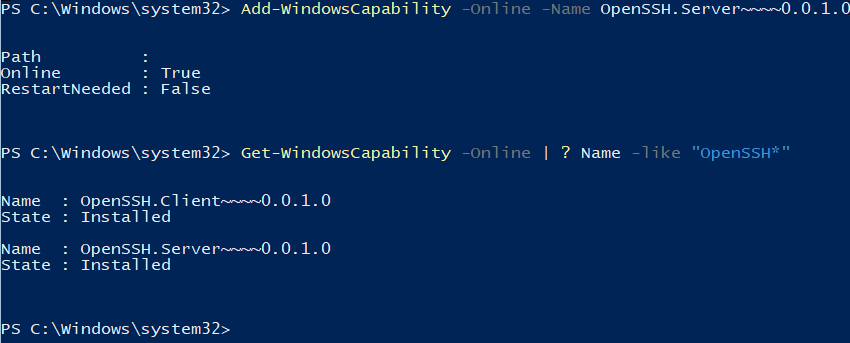 PS C:\Windows\system32> Add-WindowsCapability -Online -Name OpenSSH.Server~~~~0.0.1.0
Path          :
Online        : True
RestartNeeded : False
PS C:\Windows\system32> Get-WindowsCapability -Online | ? Name -like "OpenSSH*"
Name  : OpenSSH.Client~~~~0.0.1.0
State : Installed
Name  : OpenSSH.Server~~~~0.0.1.0
State : Installed
PS C:\Windows\system32>